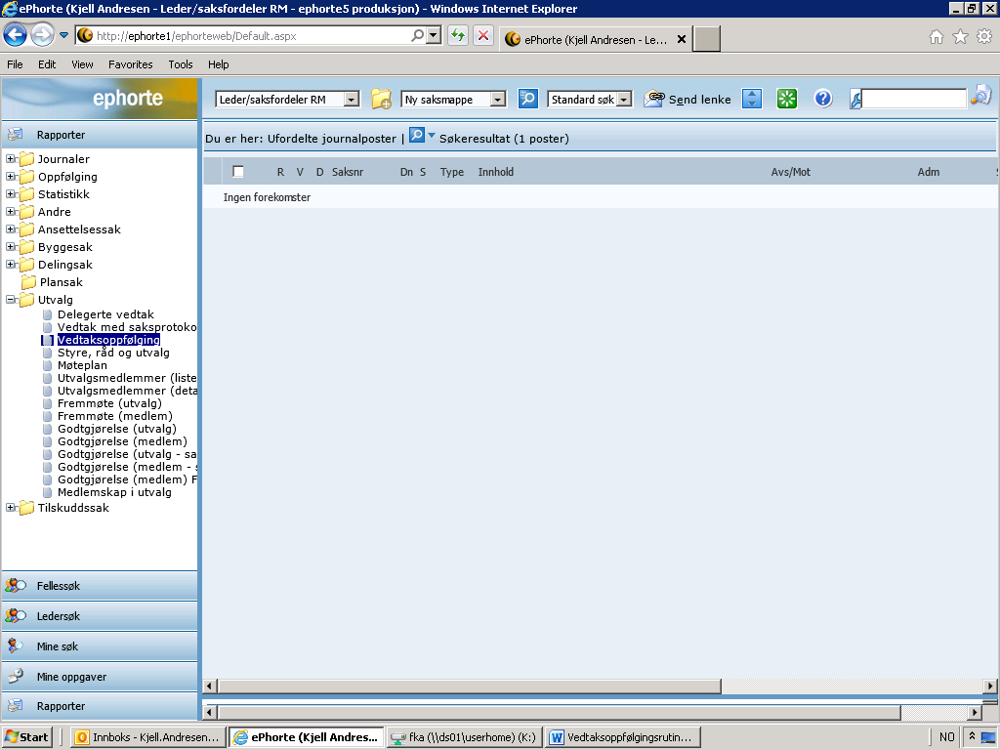 ePhorte (Kjell Andresen - Leder/saksfordeler RM - ephorte5 produksjon) - Windows Internet Explorer
http://ephorte1/ephorteweb/Default.aspx
ePhorte (Kjell Andresen - Le...
File Edit View Favorites Tools Help
ephorte
Leder/saksfordeler RM
Ny saksmappe
Standard søk
Send lenke
Rapporter
Du er her: Ufordelte journalposter | Søkeresultat (1 poster)
R V D Saksnr Dn S Type Innhold Avs/Mot Adm
Ingen forekomster
Journaler
Oppfølging
Statistikk
Andre
Ansettelsessak
Byggesak
Delingsak
Plansak
Utvalg
Delegerte vedtak
Vedtak med saksprotoko
Vedtaksoppfølging
Styre, råd og utvalg
Møteplan
Utvalgsmedlemmer (liste
Utvalgsmedlemmer (deta
Fremmøte (utvalg)
Fremmøte (medlem)
Godtgjørelse (utvalg)
Godtgjørelse (medlem)
Godtgjørelse (utvalg - sa
Godtgjørelse (medlem - s
Godtgjørelse (medlem) F
Medlemskap i utvalg
Tilskuddssak
Fellessøk
Ledersøk
Mine søk
Mine oppgaver
Rapporter
Start
Innboks - Kjell.Andresen...
ePhorte (Kjell Andres...
fka (\\ds01\userhome) (K:)
Vedtaksoppfølgingsrutin...
NO